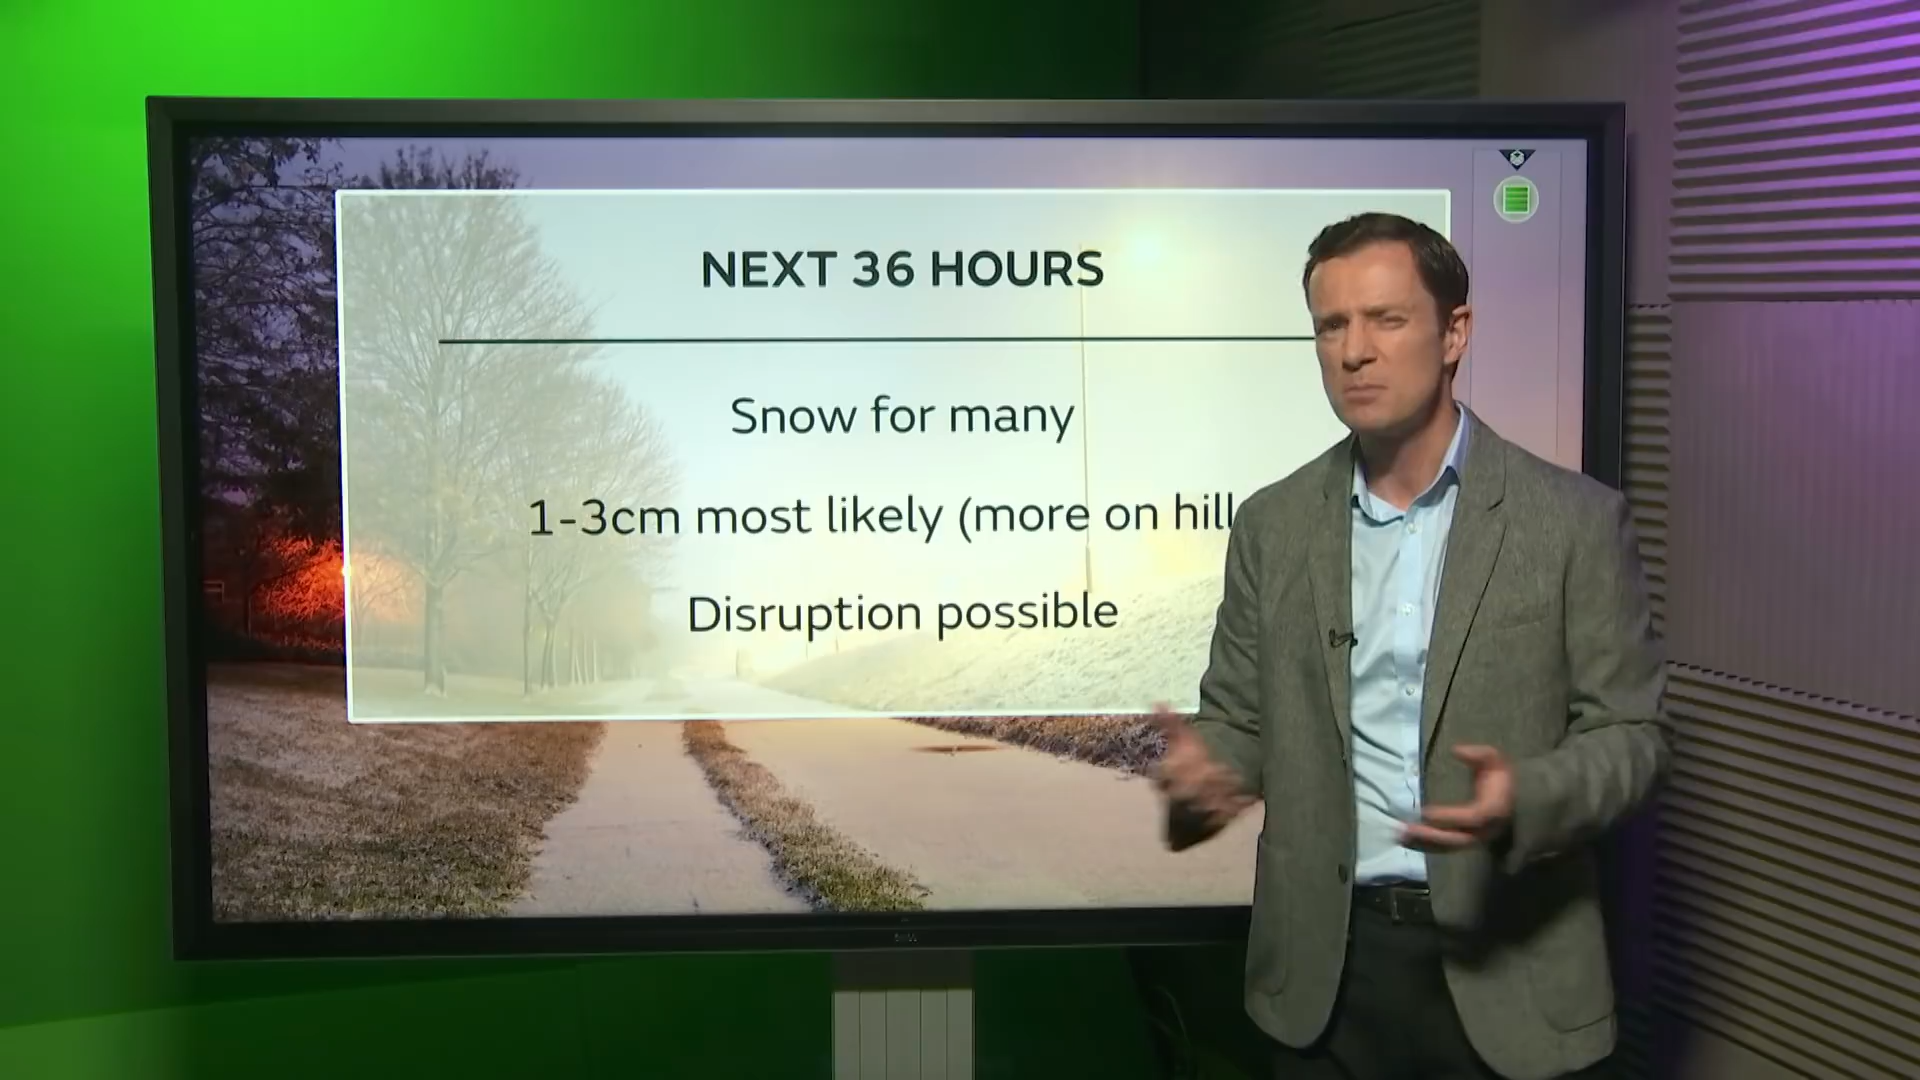 NEXT 36 HOURS
Snow for many
1-3cm most likely (more on hill
Disruption possible